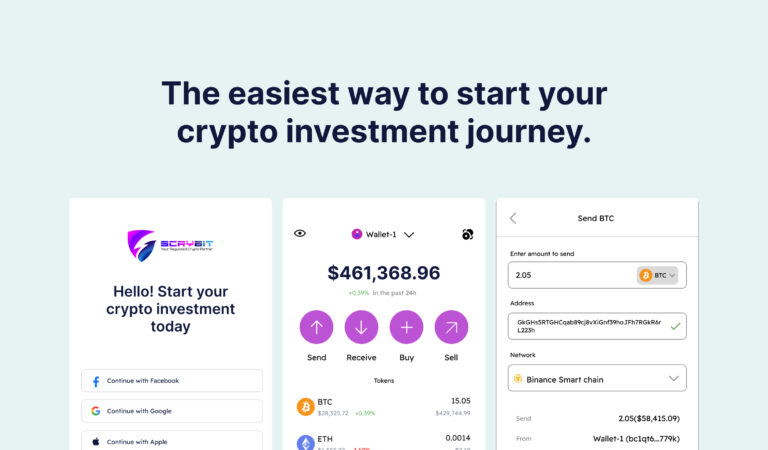 The easiest way to start your
crypto investment journey.
SCRYBIT
Your Regulated Crypto Partner
Hello! Start your
crypto investment
today
Continue with Facebook
Continue with Google
Continue with Apple
Wallet-1
$461,368.96
+0.39% in the past 24h
Send Receive Buy Sell
Tokens
BTC 15.05
$28,325.72 +0.39% $429,744.99
ETH 0.0014
Send BTC
Enter amount to send
2.05 BTC
Address
GkGHs5RTGHCqab89cj8vXiGnf39hoJFh7RGkR6r
L223h
Network
Binance Smart chain
Send 2.05($58,415.09)
From Wallet-1 (bc1qt6...779k)